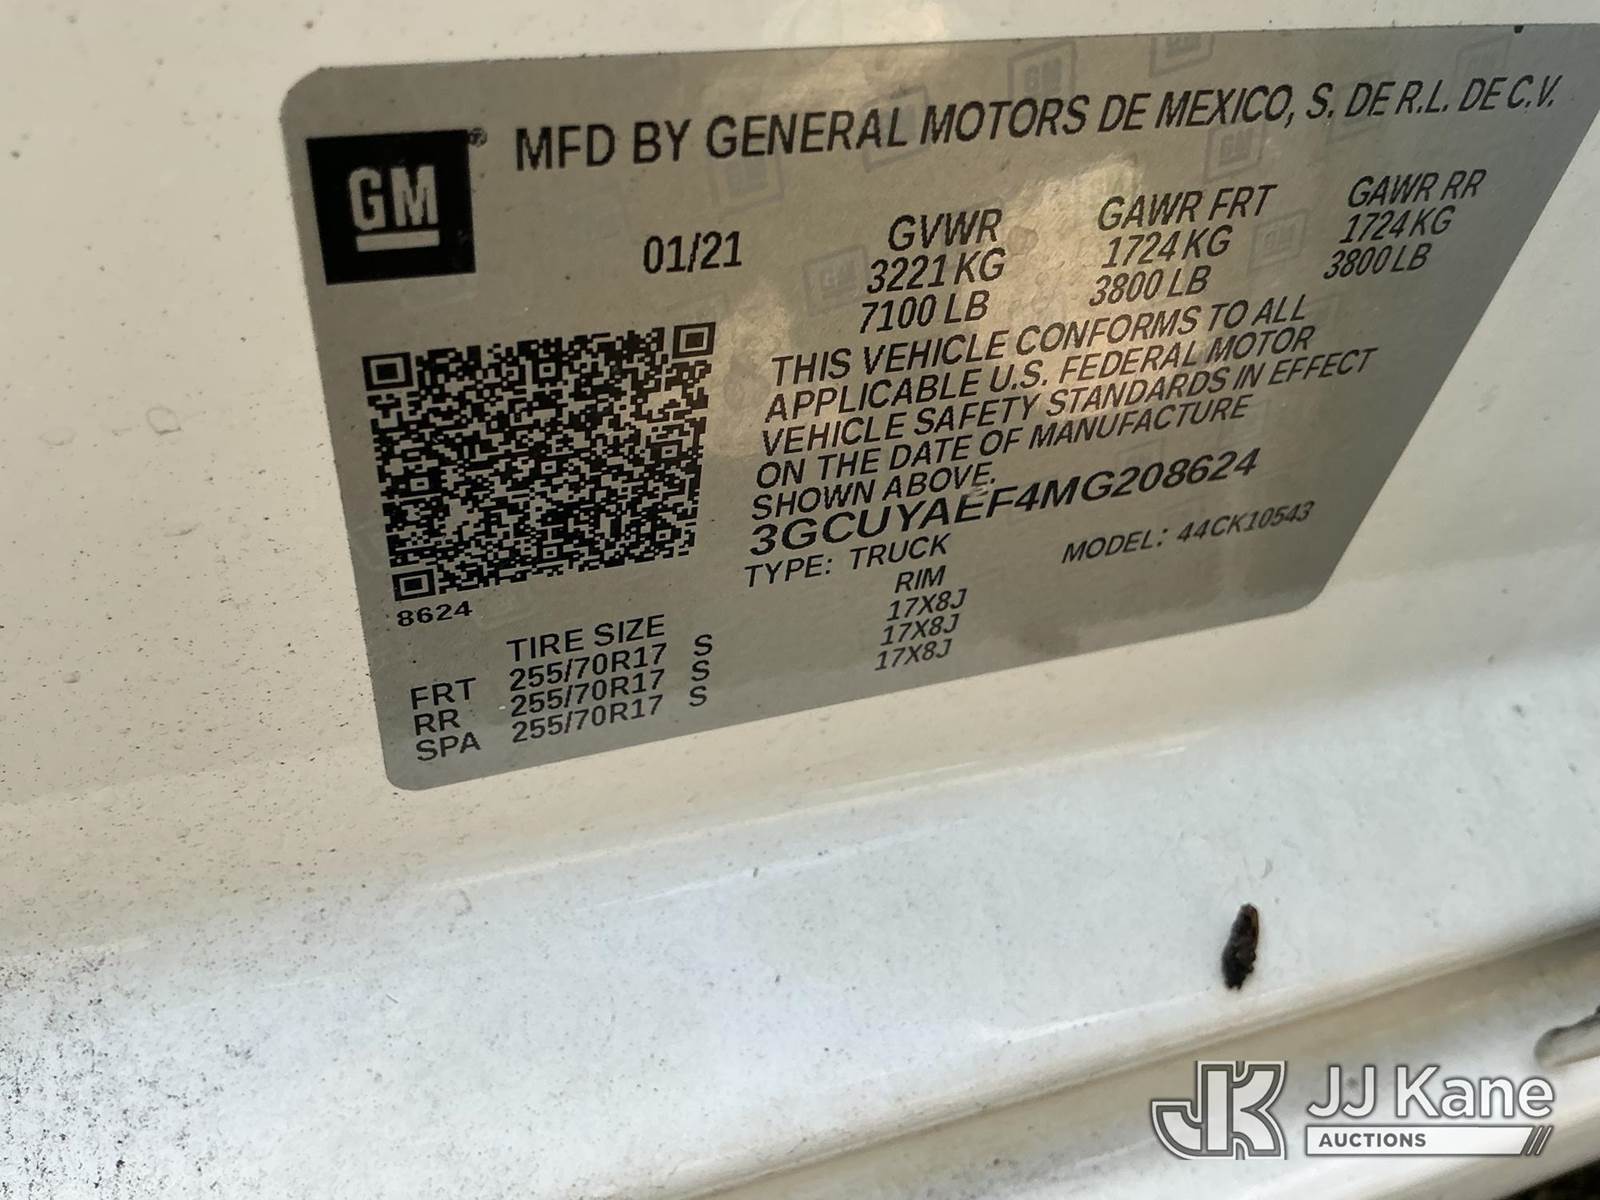 GM ® MFD BY GENERAL MOTORS DE MEXICO, S. DE R.L. DE C.V.
01/21
GVWR GAWR FRT GAWR RR
3221 KG 1724 KG 1724 KG
7100 LB 3800 LB 3800 LB
THIS VEHICLE CONFORMS TO ALL
APPLICABLE U.S. FEDERAL MOTOR
VEHICLE SAFETY STANDARDS IN EFFECT
ON THE DATE OF MANUFACTURE
SHOWN ABOVE.
3GCUYAEF4MG208624
TYPE: TRUCK MODEL: 44CK10543
8624
TIRE SIZE RIM
FRT 255/70R17 S 17X8J
RR 255/70R17 S 17X8J
SPA 255/70R17 S 17X8J
JK JJ Kane
AUCTIONS